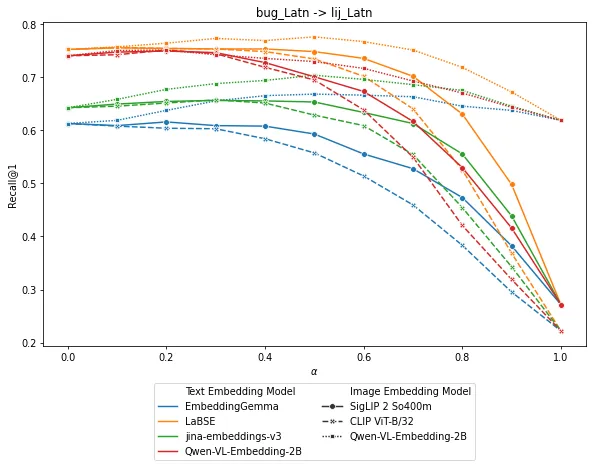 bug_Latn -> lij_Latn
0.8
0.7
0.6
0.5
0.4
0.3
0.2
Recall@1
0.0
0.2
0.4
0.6
0.8
1.0
α
Text Embedding Model
EmbeddingGemma
LaBSE
jina-embeddings-v3
Qwen-VL-Embedding-2B
Image Embedding Model
SigLIP 2 So400m
CLIP ViT-B/32
Qwen-VL-Embedding-2B